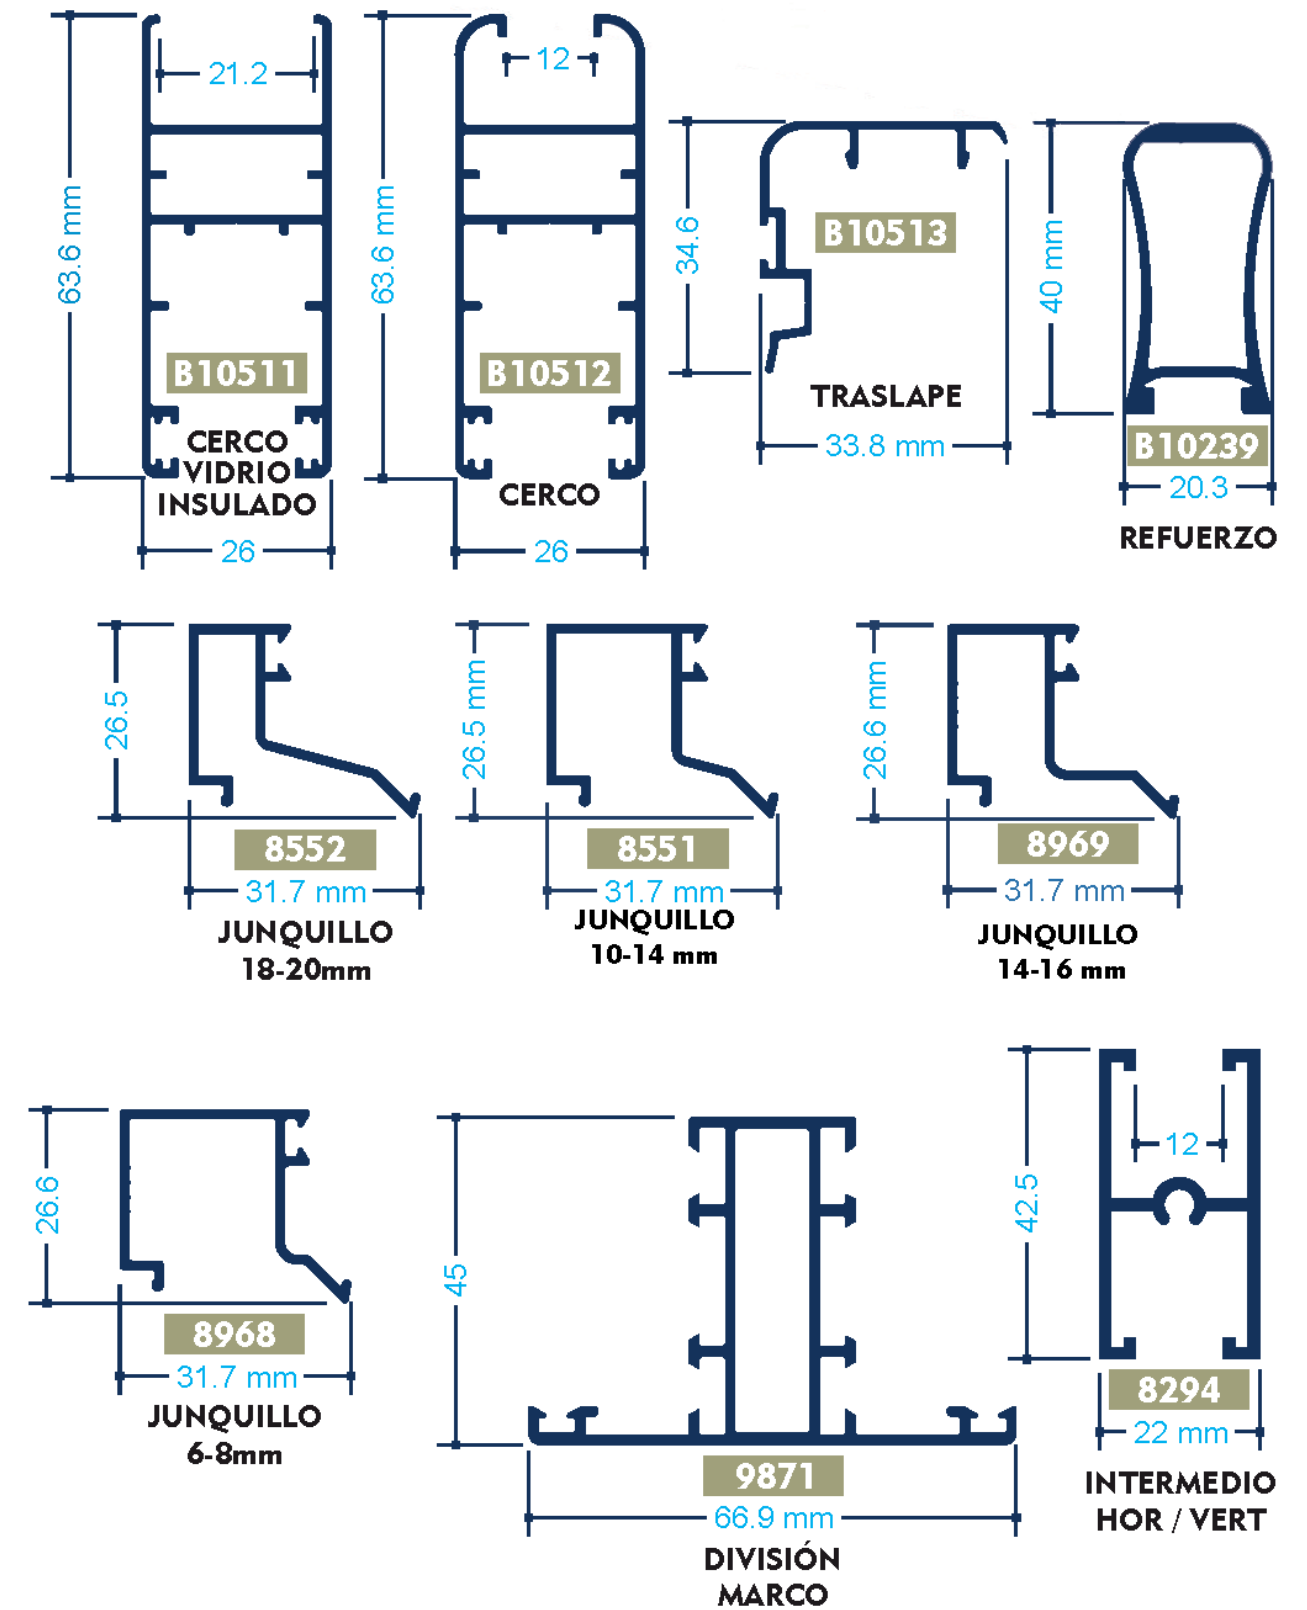 21.2
63.6 mm
B10511
CERCO
VIDRIO
INSULADO
26
12
63.6 mm
B10512
CERCO
26
34.6
B10513
TRASLAPE
33.8 mm
40 mm
B10239
20.3
REFUERZO
26.5
8552
31.7 mm
JUNQUILLO
18-20mm
26.5 mm
8551
31.7 mm
JUNQUILLO
10-14 mm
26.6 mm
8969
31.7 mm
JUNQUILLO
14-16 mm
26.6
8968
31.7 mm
JUNQUILLO
6-8mm
45
9871
66.9 mm
DIVISIÓN
MARCO
12
42.5
8294
22 mm
INTERMEDIO
HOR / VERT